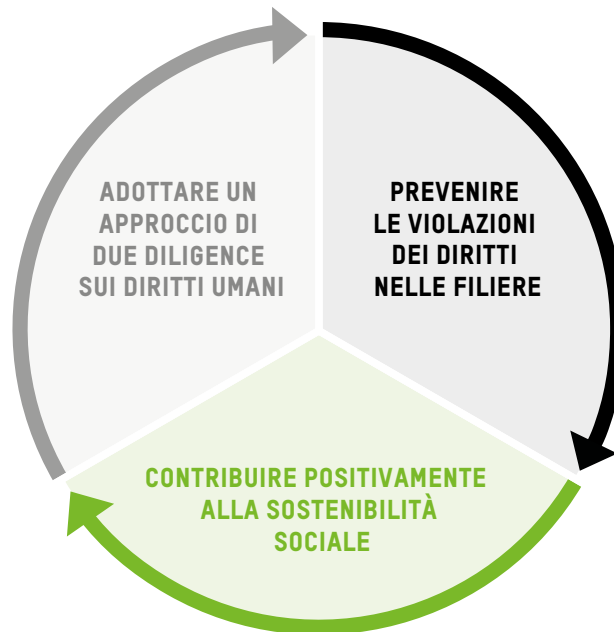 ADOTTARE UN
APPROCCIO DI
DUE DILIGENCE
SUI DIRITTI UMANI
PREVENIRE
LE VIOLAZIONI
DEI DIRITTI
NELLE FILIERE
CONTRIBUIRE POSITIVAMENTE
ALLA SOSTENIBILITÀ
SOCIALE